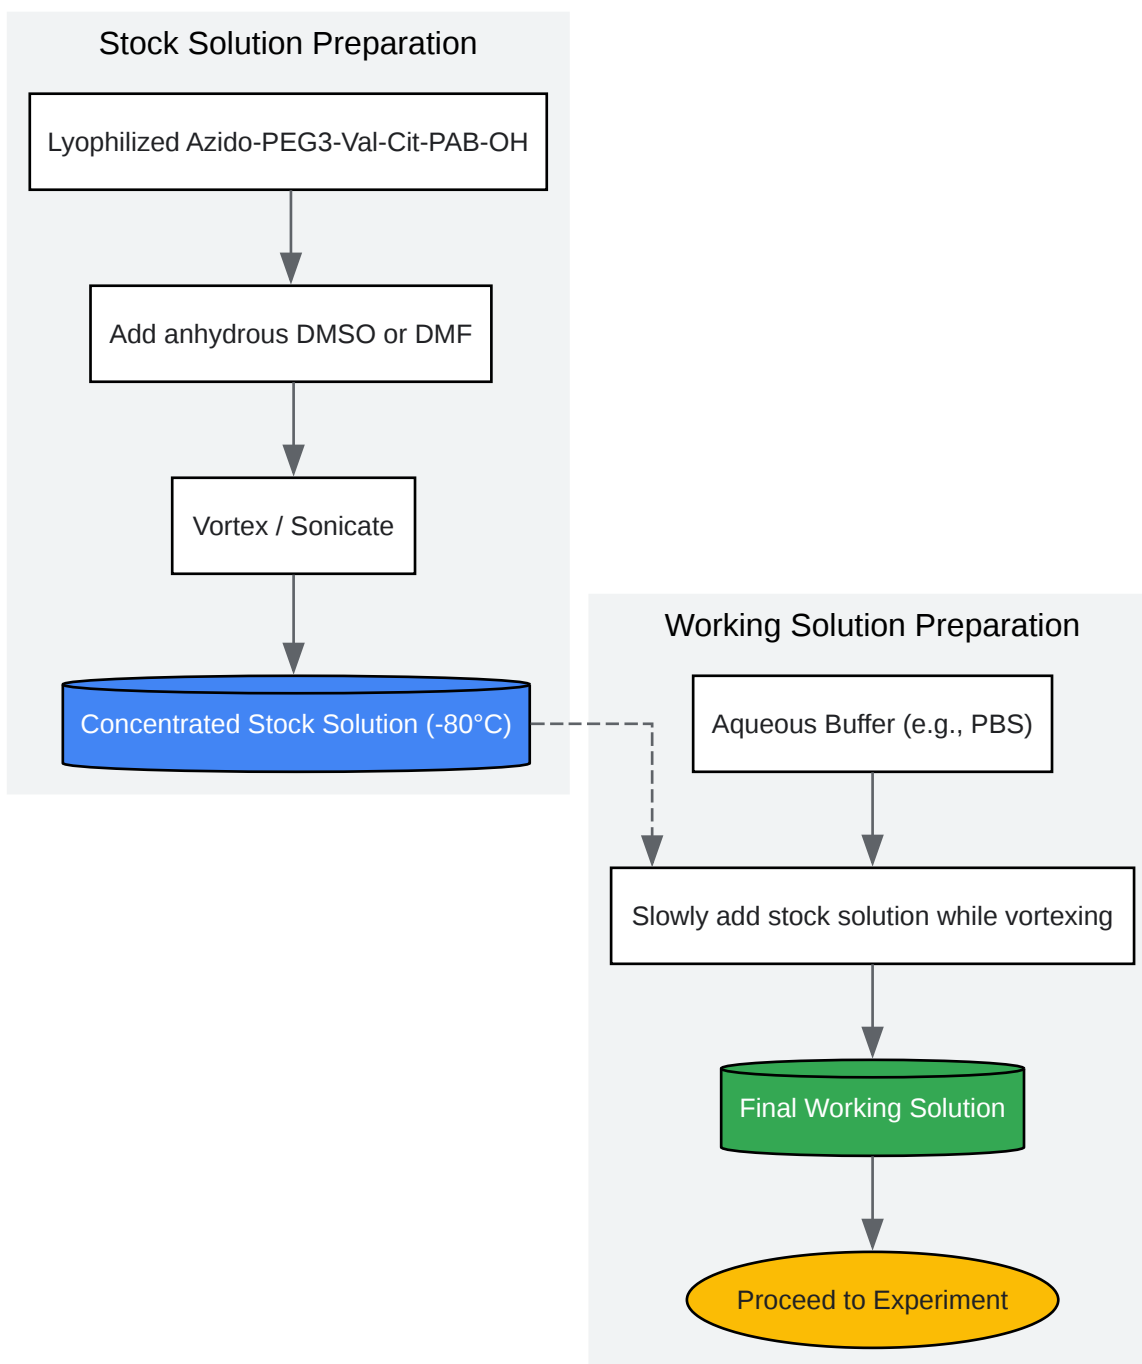 Stock Solution Preparation
Lyophilized Azido-PEG3-Val-Cit-PAB-OH
Add anhydrous DMSO or DMF
Vortex / Sonicate
Concentrated Stock Solution (-80°C)
Working Solution Preparation
Aqueous Buffer (e.g., PBS)
Slowly add stock solution while vortexing
Final Working Solution
Proceed to Experiment